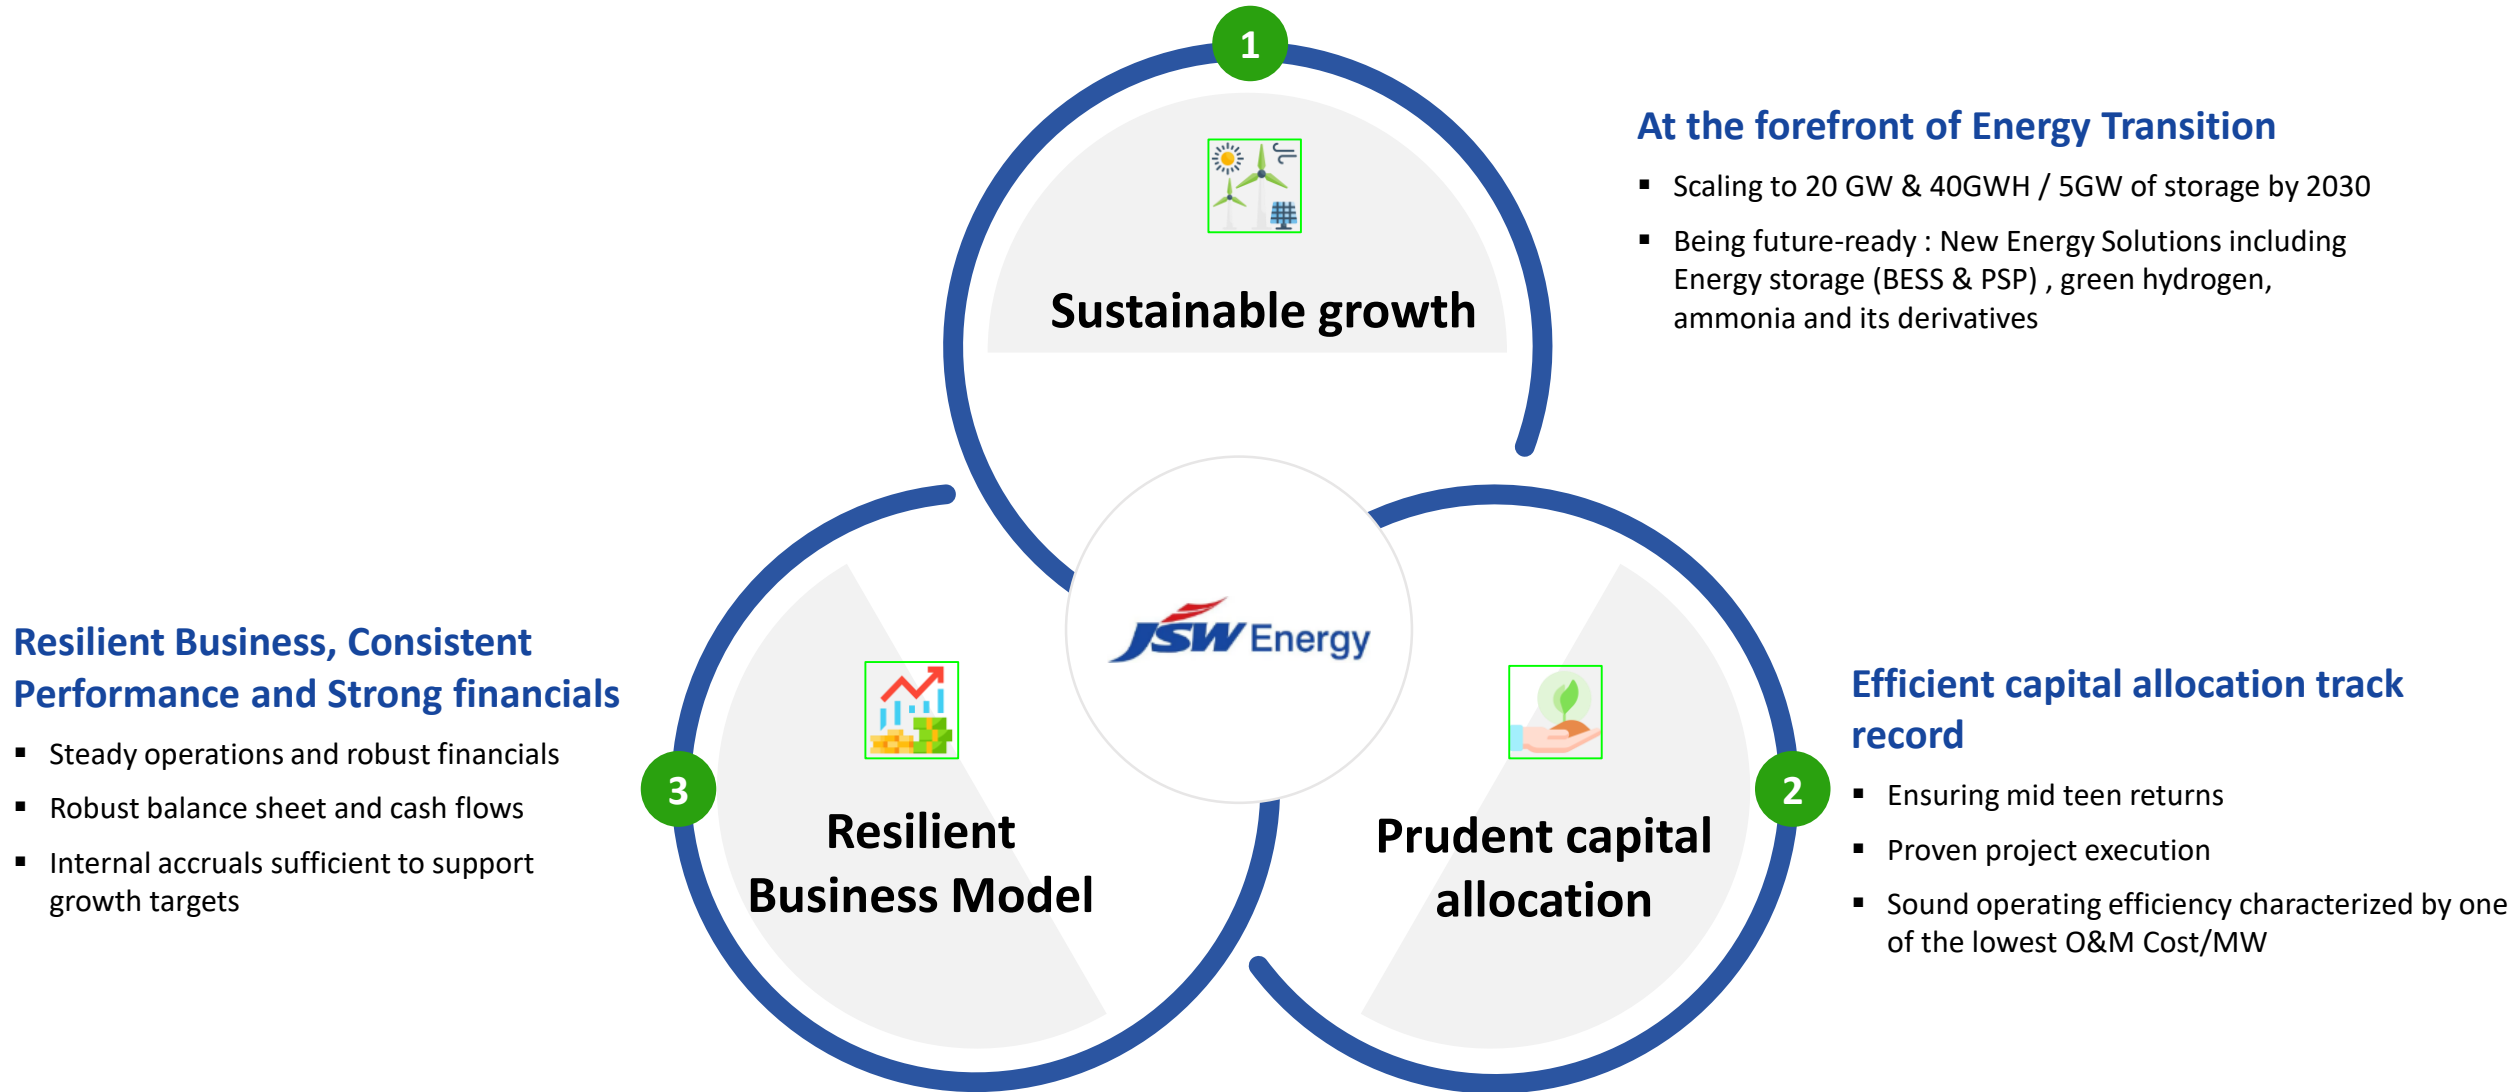 1
Sustainable growth
At the forefront of Energy Transition
▪ Scaling to 20 GW & 40GWH / 5GW of storage by 2030
▪ Being future-ready : New Energy Solutions including
Energy storage (BESS & PSP) , green hydrogen,
ammonia and its derivatives
JSW Energy
2
Prudent capital
allocation
Efficient capital allocation track
record
▪ Ensuring mid teen returns
▪ Proven project execution
▪ Sound operating efficiency characterized by one
of the lowest O&M Cost/MW
3
Resilient
Business Model
Resilient Business, Consistent
Performance and Strong financials
▪ Steady operations and robust financials
▪ Robust balance sheet and cash flows
▪ Internal accruals sufficient to support
growth targets